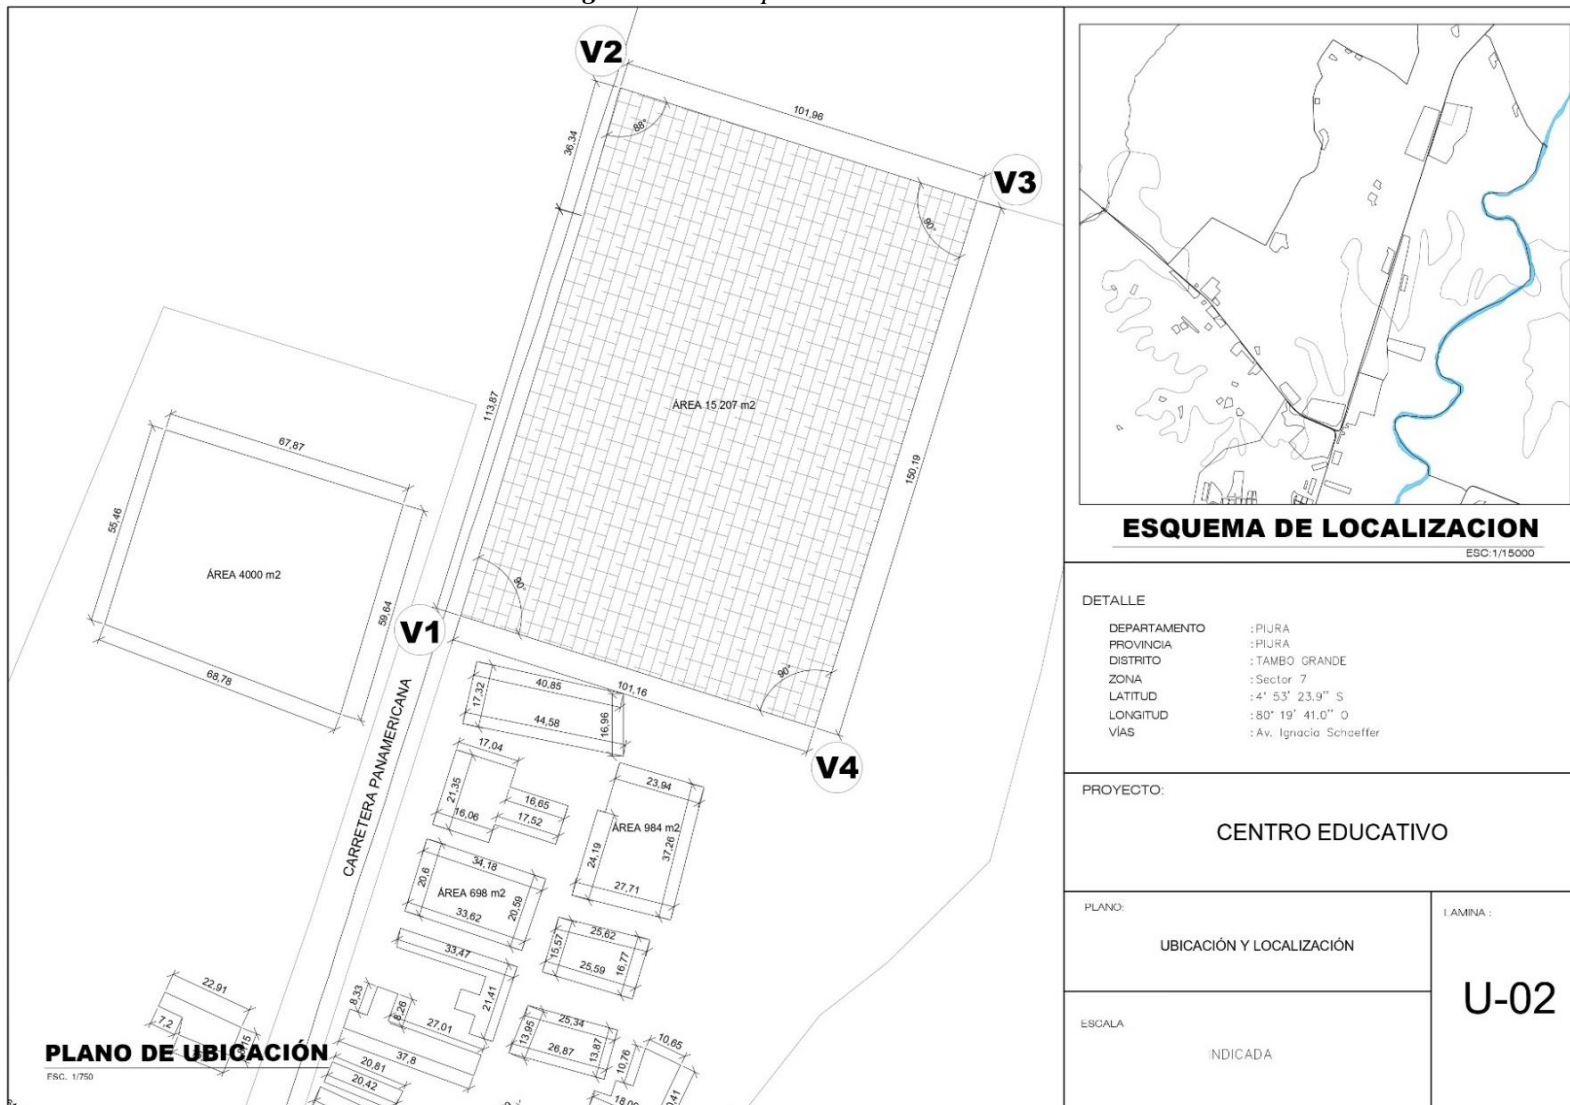 V2
101,96
V3
36,34
88°
90°
113,87
ÁREA 15 207 m2
150,19
67,87
55,46
ÁREA 4000 m2
59,64
68,78
90°
V1
90°
V4
101,16
CARRETERA PANAMERICANA
40,85
17,32
44,58
16,96
17,04
21,35
16,06
16,65
17,52
23,94
ÁREA 984 m2
24,19
37,26
27,71
34,18
20,6
ÁREA 698 m2
33,62
20,59
25,62
15,57
25,59
16,77
33,47
21,41
8,33
8,26
27,01
25,34
13,95
26,87
13,87
10,65
10,76
22,91
7,2
37,8
20,81
20,42
PLANO DE UBICACIÓN
ESC. 1/750
ESQUEMA DE LOCALIZACION
ESC:1/15000
DETALLE
DEPARTAMENTO :PIURA
PROVINCIA :PIURA
DISTRITO :TAMBO GRANDE
ZONA :Sector 7
LATITUD :4° 53' 23.9'' S
LONGITUD :80° 19' 41.0'' O
VÍAS :Av. Ignacio Schaeffer
PROYECTO:
CENTRO EDUCATIVO
PLANO:
UBICACIÓN Y LOCALIZACIÓN
LAMINA :
U-02
ESCALA
INDICADA